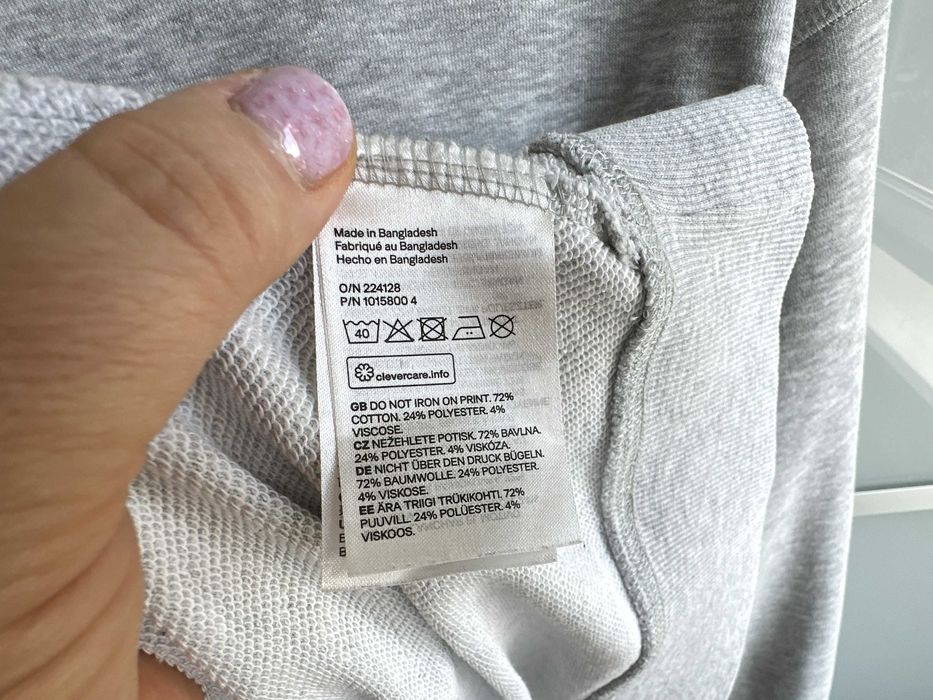 Made in Bangladesh
Fabriqué au Bangladesh
Hecho en Bangladesh
O/N 224128
P/N 1015800 4
40
clevercare.info
GB DO NOT IRON ON PRINT. 72%
COTTON. 24% POLYESTER. 4%
VISCOSE.
CZ NEŽEHLETE POTISK. 72% BAVLNA.
24% POLYESTER. 4% VISKÓZA.
DE NICHT ÜBER DEN DRUCK BÜGELN.
72% BAUMWOLLE. 24% POLYESTER.
4% VISKOSE.
EE ÄRA TRIIGI TRÜKIKOHTI. 72%
PUUVILL. 24% POLÜESTER. 4%
VISKOOS.